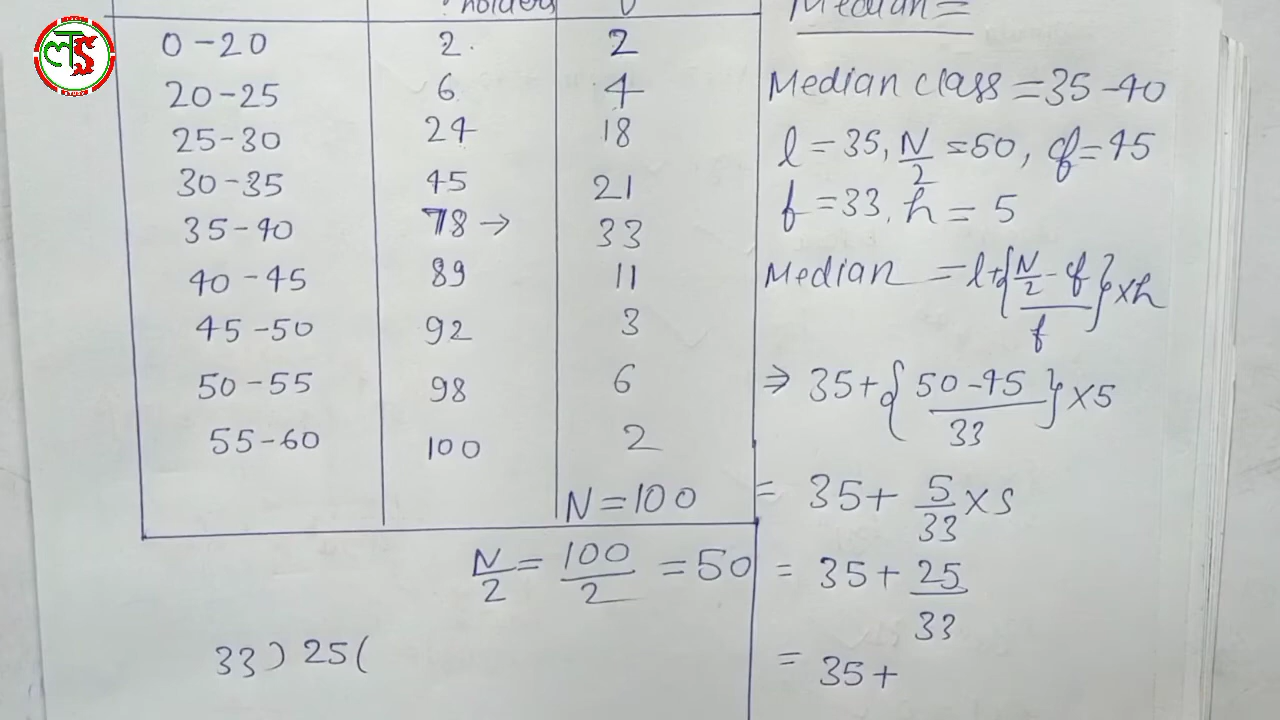 holders
0-20 2 2
20-25 6 4
25-30 24 18
30-35 45 21
35-40 78 → 33
40-45 89 11
45-50 92 3
50-55 98 6
55-60 100 2
N=100
N/2 = 100/2 = 50
33)25(
Median=
Median class = 35-40
l = 35, N/2 = 50, cf = 45
f = 33, h = 5
Median = l+{N/2 - cf / f}×h
⇒ 35+{50-45 / 33}×5
= 35+ 5/33 ×5
= 35+ 25/33
= 35+